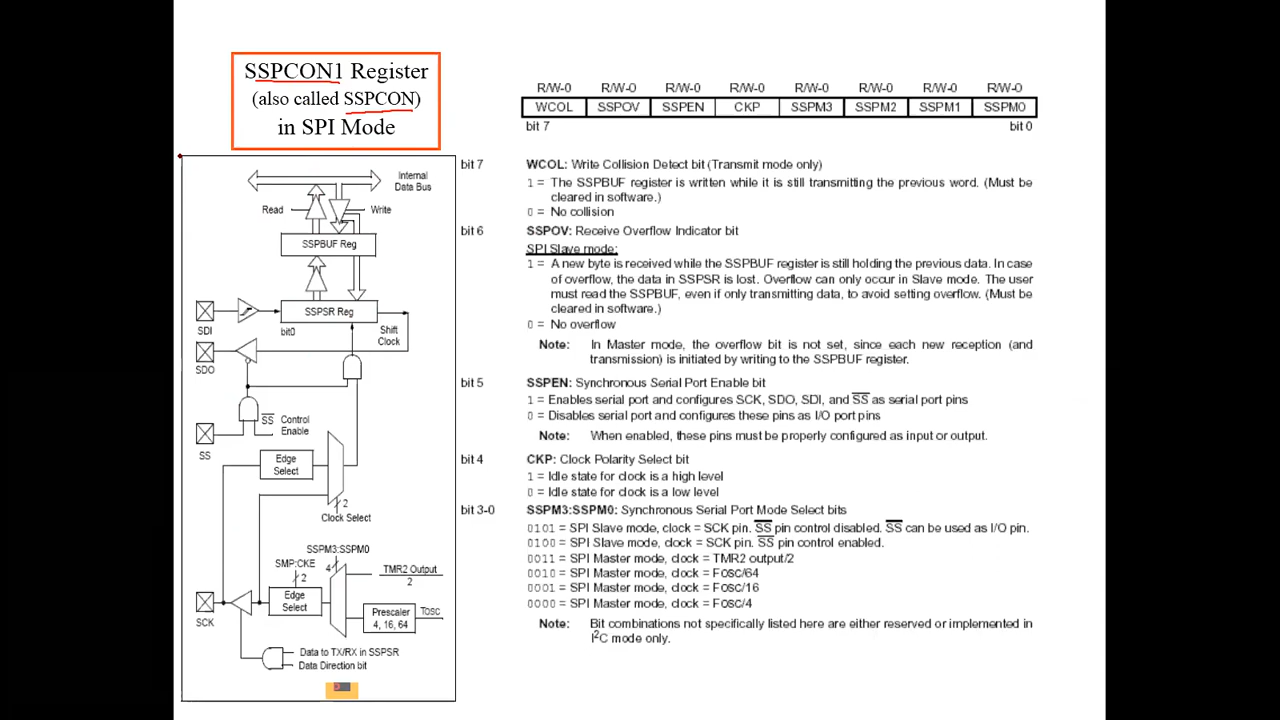 SSPCON1 Register
(also called SSPCON)
in SPI Mode
R/W-0 R/W-0 R/W-0 R/W-0 R/W-0 R/W-0 R/W-0 R/W-0
WCOL SSPOV SSPEN CKP SSPM3 SSPM2 SSPM1 SSPM0
bit 7 bit 0
bit 7 WCOL: Write Collision Detect bit (Transmit mode only)
1 = The SSPBUF register is written while it is still transmitting the previous word. (Must be
cleared in software.)
0 = No collision
bit 6 SSPOV: Receive Overflow Indicator bit
SPI Slave mode:
1 = A new byte is received while the SSPBUF register is still holding the previous data. In case
of overflow, the data in SSPSR is lost. Overflow can only occur in Slave mode. The user
must read the SSPBUF, even if only transmitting data, to avoid setting overflow. (Must be
cleared in software.)
0 = No overflow
Note: In Master mode, the overflow bit is not set, since each new reception (and
transmission) is initiated by writing to the SSPBUF register.
bit 5 SSPEN: Synchronous Serial Port Enable bit
1 = Enables serial port and configures SCK, SDO, SDI, and SS as serial port pins
0 = Disables serial port and configures these pins as I/O port pins
Note: When enabled, these pins must be properly configured as input or output.
bit 4 CKP: Clock Polarity Select bit
1 = Idle state for clock is a high level
0 = Idle state for clock is a low level
bit 3-0 SSPM3:SSPM0: Synchronous Serial Port Mode Select bits
0101 = SPI Slave mode, clock = SCK pin. SS pin control disabled. SS can be used as I/O pin.
0100 = SPI Slave mode, clock = SCK pin. SS pin control enabled.
0011 = SPI Master mode, clock = TMR2 output/2
0010 = SPI Master mode, clock = FOSC/64
0001 = SPI Master mode, clock = FOSC/16
0000 = SPI Master mode, clock = FOSC/4
Note: Bit combinations not specifically listed here are either reserved or implemented in
I2C mode only.
Internal
Data Bus
Read Write
SSPBUF Reg
SSPSR Reg
SDI
bit0
Shift
Clock
SDO
SS Control
Enable
SS
Edge
Select
2
Clock Select
SSPM3:SSPM0
SMP:CKE
4
2
TMR2 Output
2
Edge
Select
SCK
Prescaler
4, 16, 64
TOSC
Data to TX/RX in SSPSR
Data Direction bit